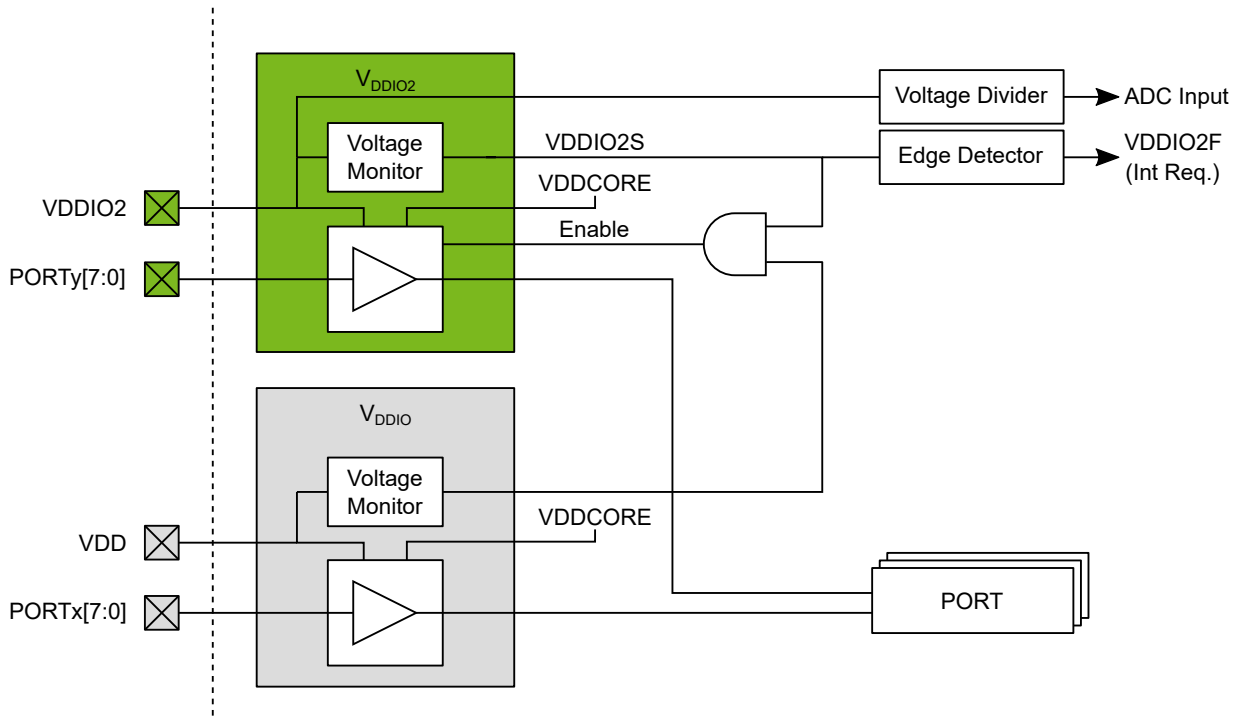 VDDIO2
Voltage Divider
ADC Input
Voltage
Monitor
VDDIO2S
Edge Detector
VDDIO2F
(Int Req.)
VDDCORE
VDDIO2
Enable
PORTy[7:0]
VDDIO
Voltage
Monitor
VDDCORE
VDD
PORTx[7:0]
PORT